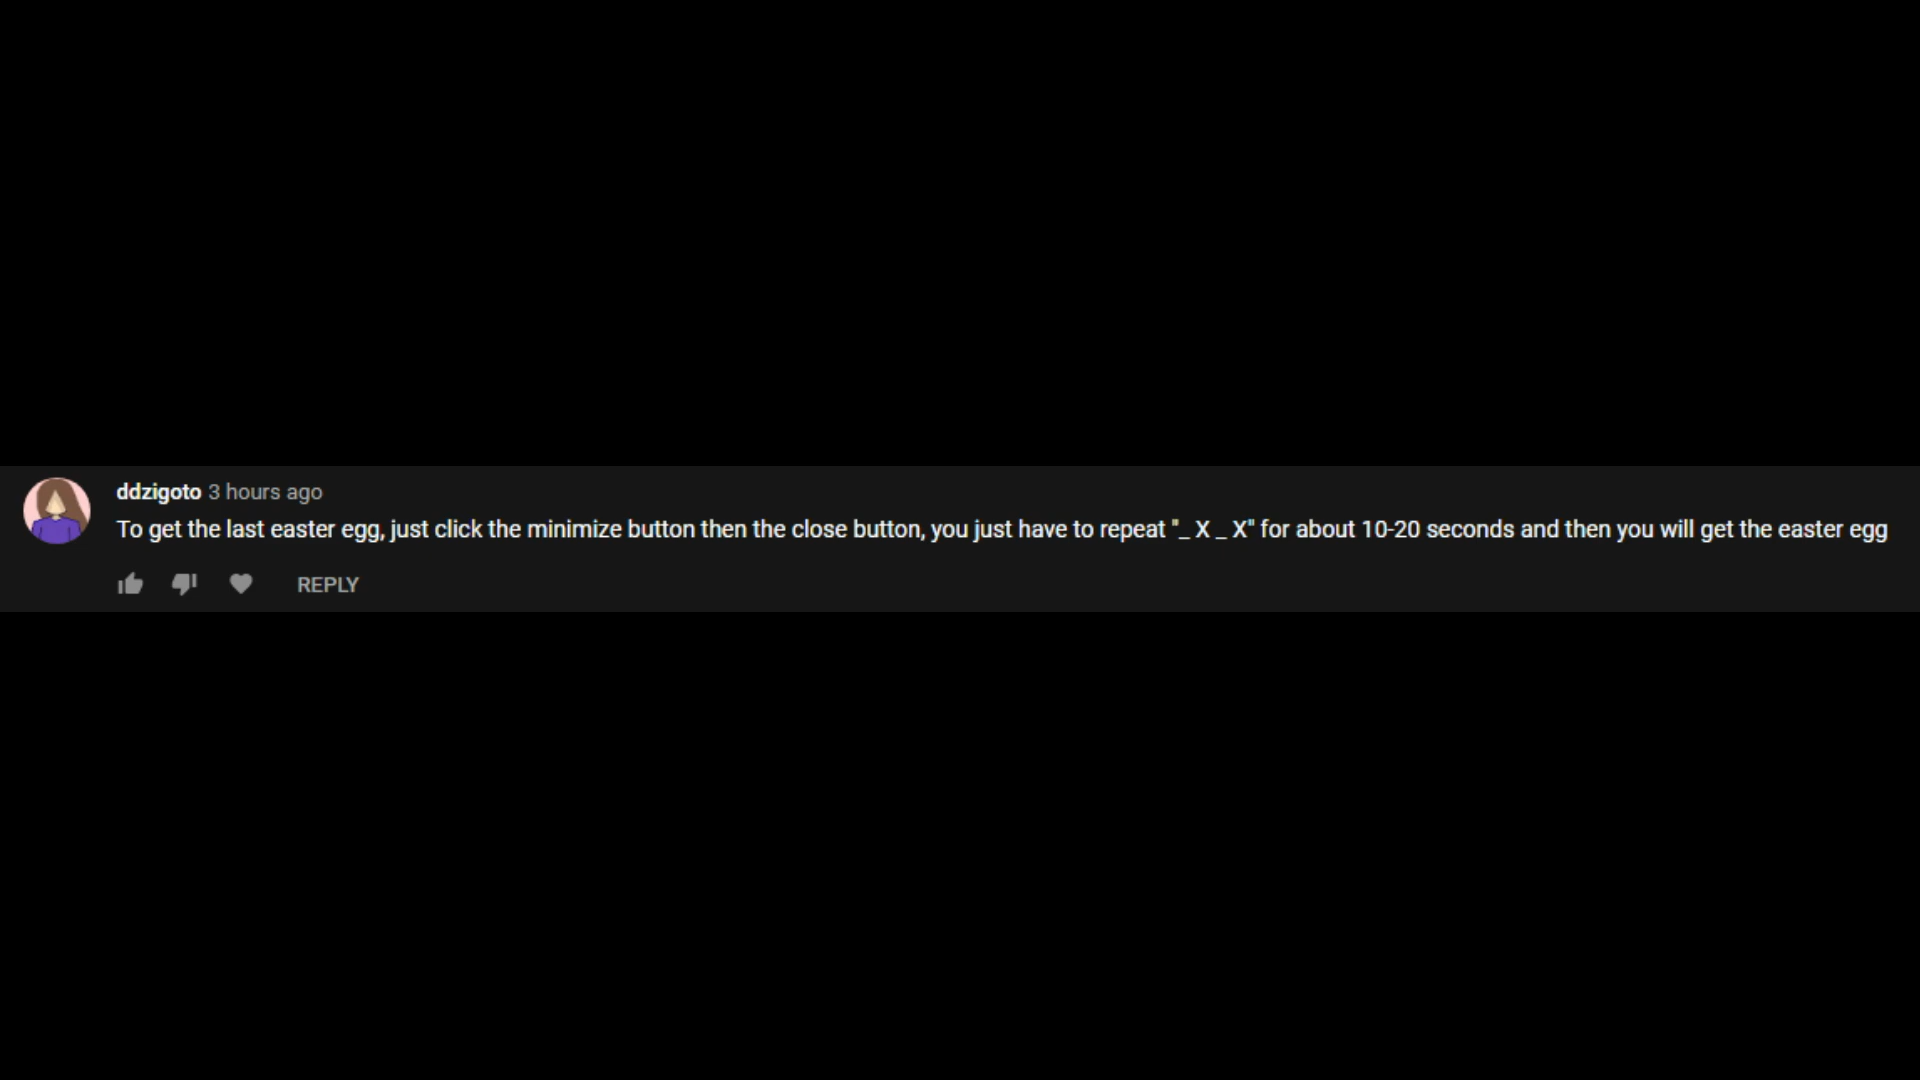 ddzigoto 3 hours ago
To get the last easter egg, just click the minimize button then the close button, you just have to repeat "_ X _ X" for about 10-20 seconds and then you will get the easter egg
REPLY